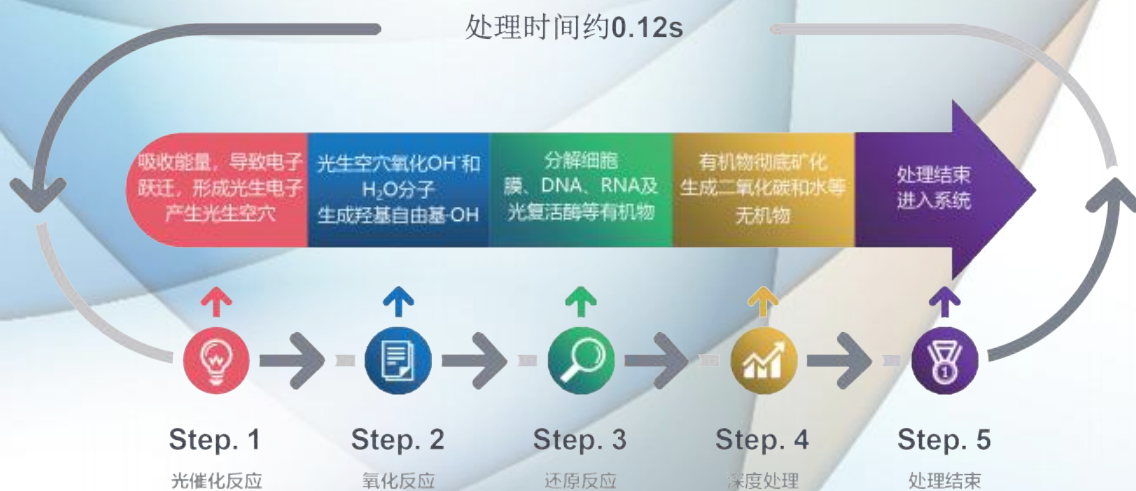 处理时间约0.12s
吸收能量，导致电子
跃迁，形成光生电子
产生光生空穴
光生空穴氧化OH⁻和
H₂O分子
生成羟基自由基·OH
分解细胞
膜、DNA、RNA及
光复活酶等有机物
有机物彻底矿化
生成二氧化碳和水等
无机物
处理结束
进入系统
1
Step. 1
Step. 2
Step. 3
Step. 4
Step. 5
光催化反应
氧化反应
还原反应
深度处理
处理结束